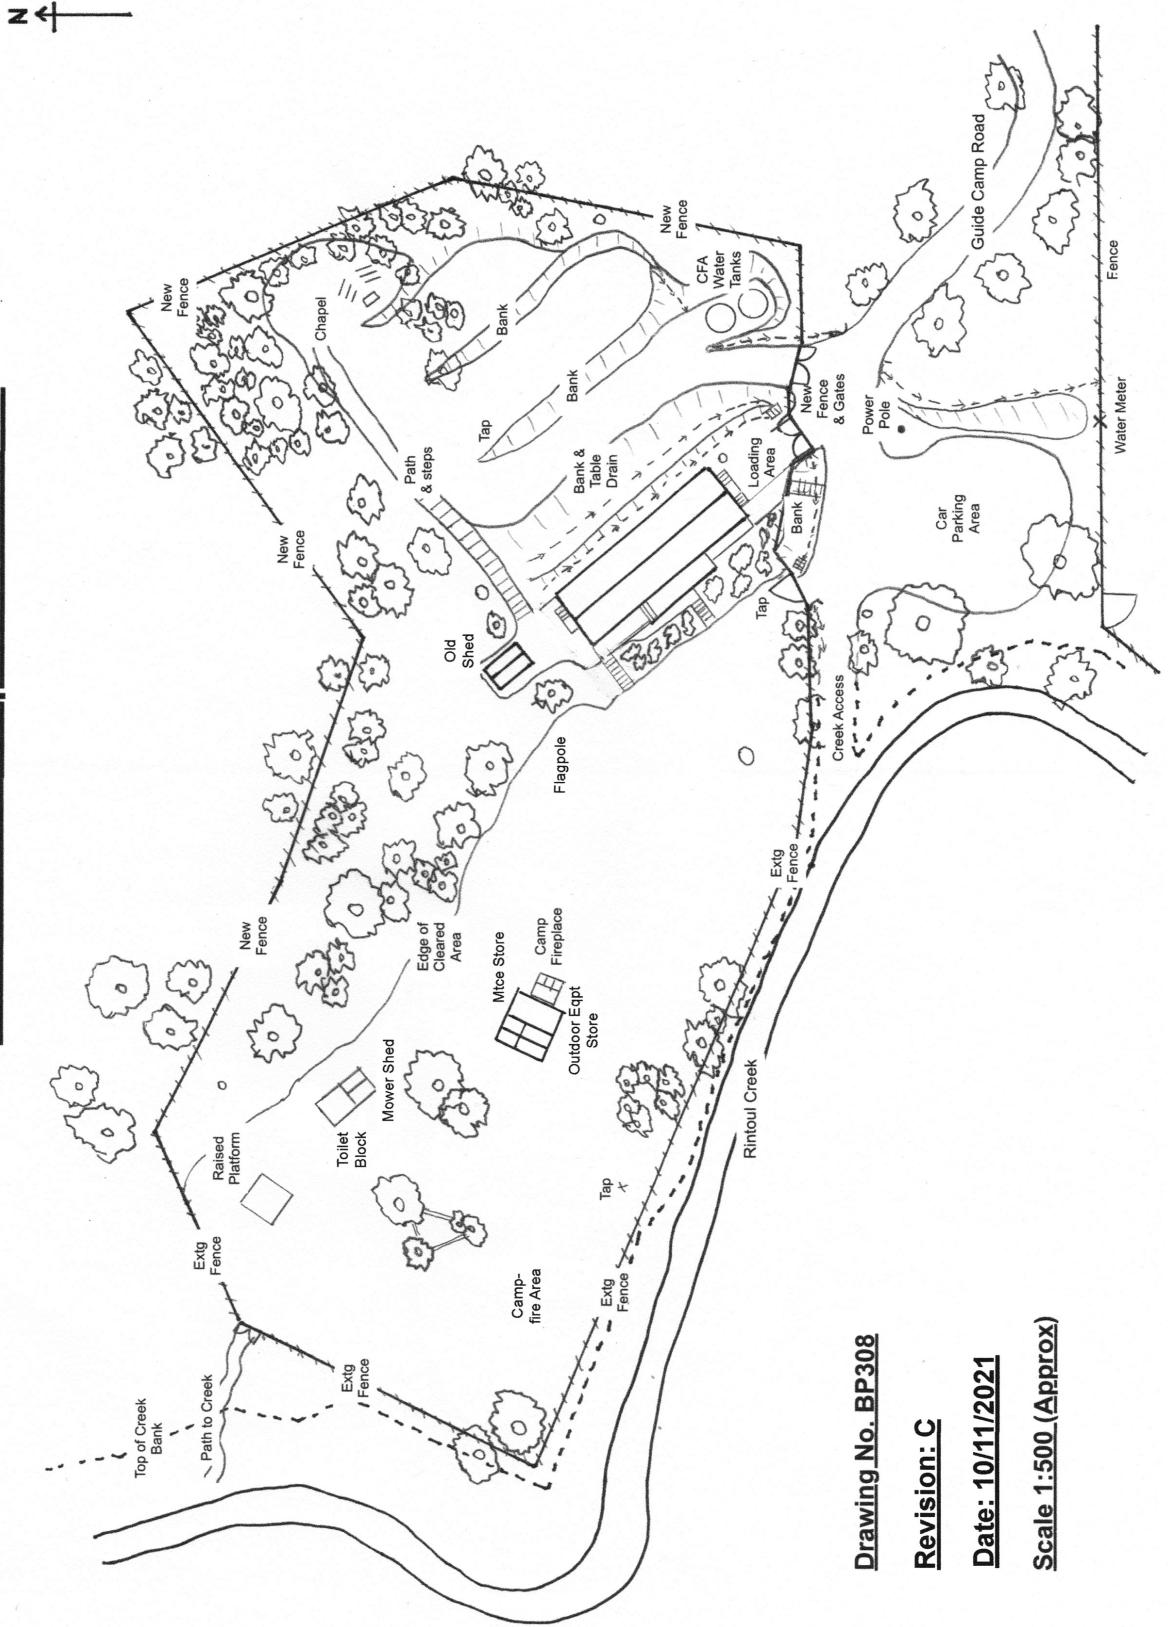 N
New
Fence
Chapel
New
Fence
CFA
Water
Tanks
Guide Camp Road
Bank
Bank
Tap
Path
& steps
Bank &
Table
Drain
Loading
Area
New
Fence
& Gates
Power
Pole
Fence
Water Meter
New
Fence
Bank
Car
Parking
Area
Old
Shed
Tap
Creek Access
Flagpole
Extg
Fence
New
Fence
Edge of
Cleared
Area
Mtce Store
Camp
Fireplace
Outdoor Eqpt
Store
Mower Shed
Toilet
Block
Raised
Platform
Rintoul Creek
Tap
Extg
Fence
Camp-
fire Area
Extg
Fence
Extg
Fence
Path to Creek
Top of Creek
Bank
Drawing No. BP308
Revision: C
Date: 10/11/2021
Scale 1:500 (Approx)